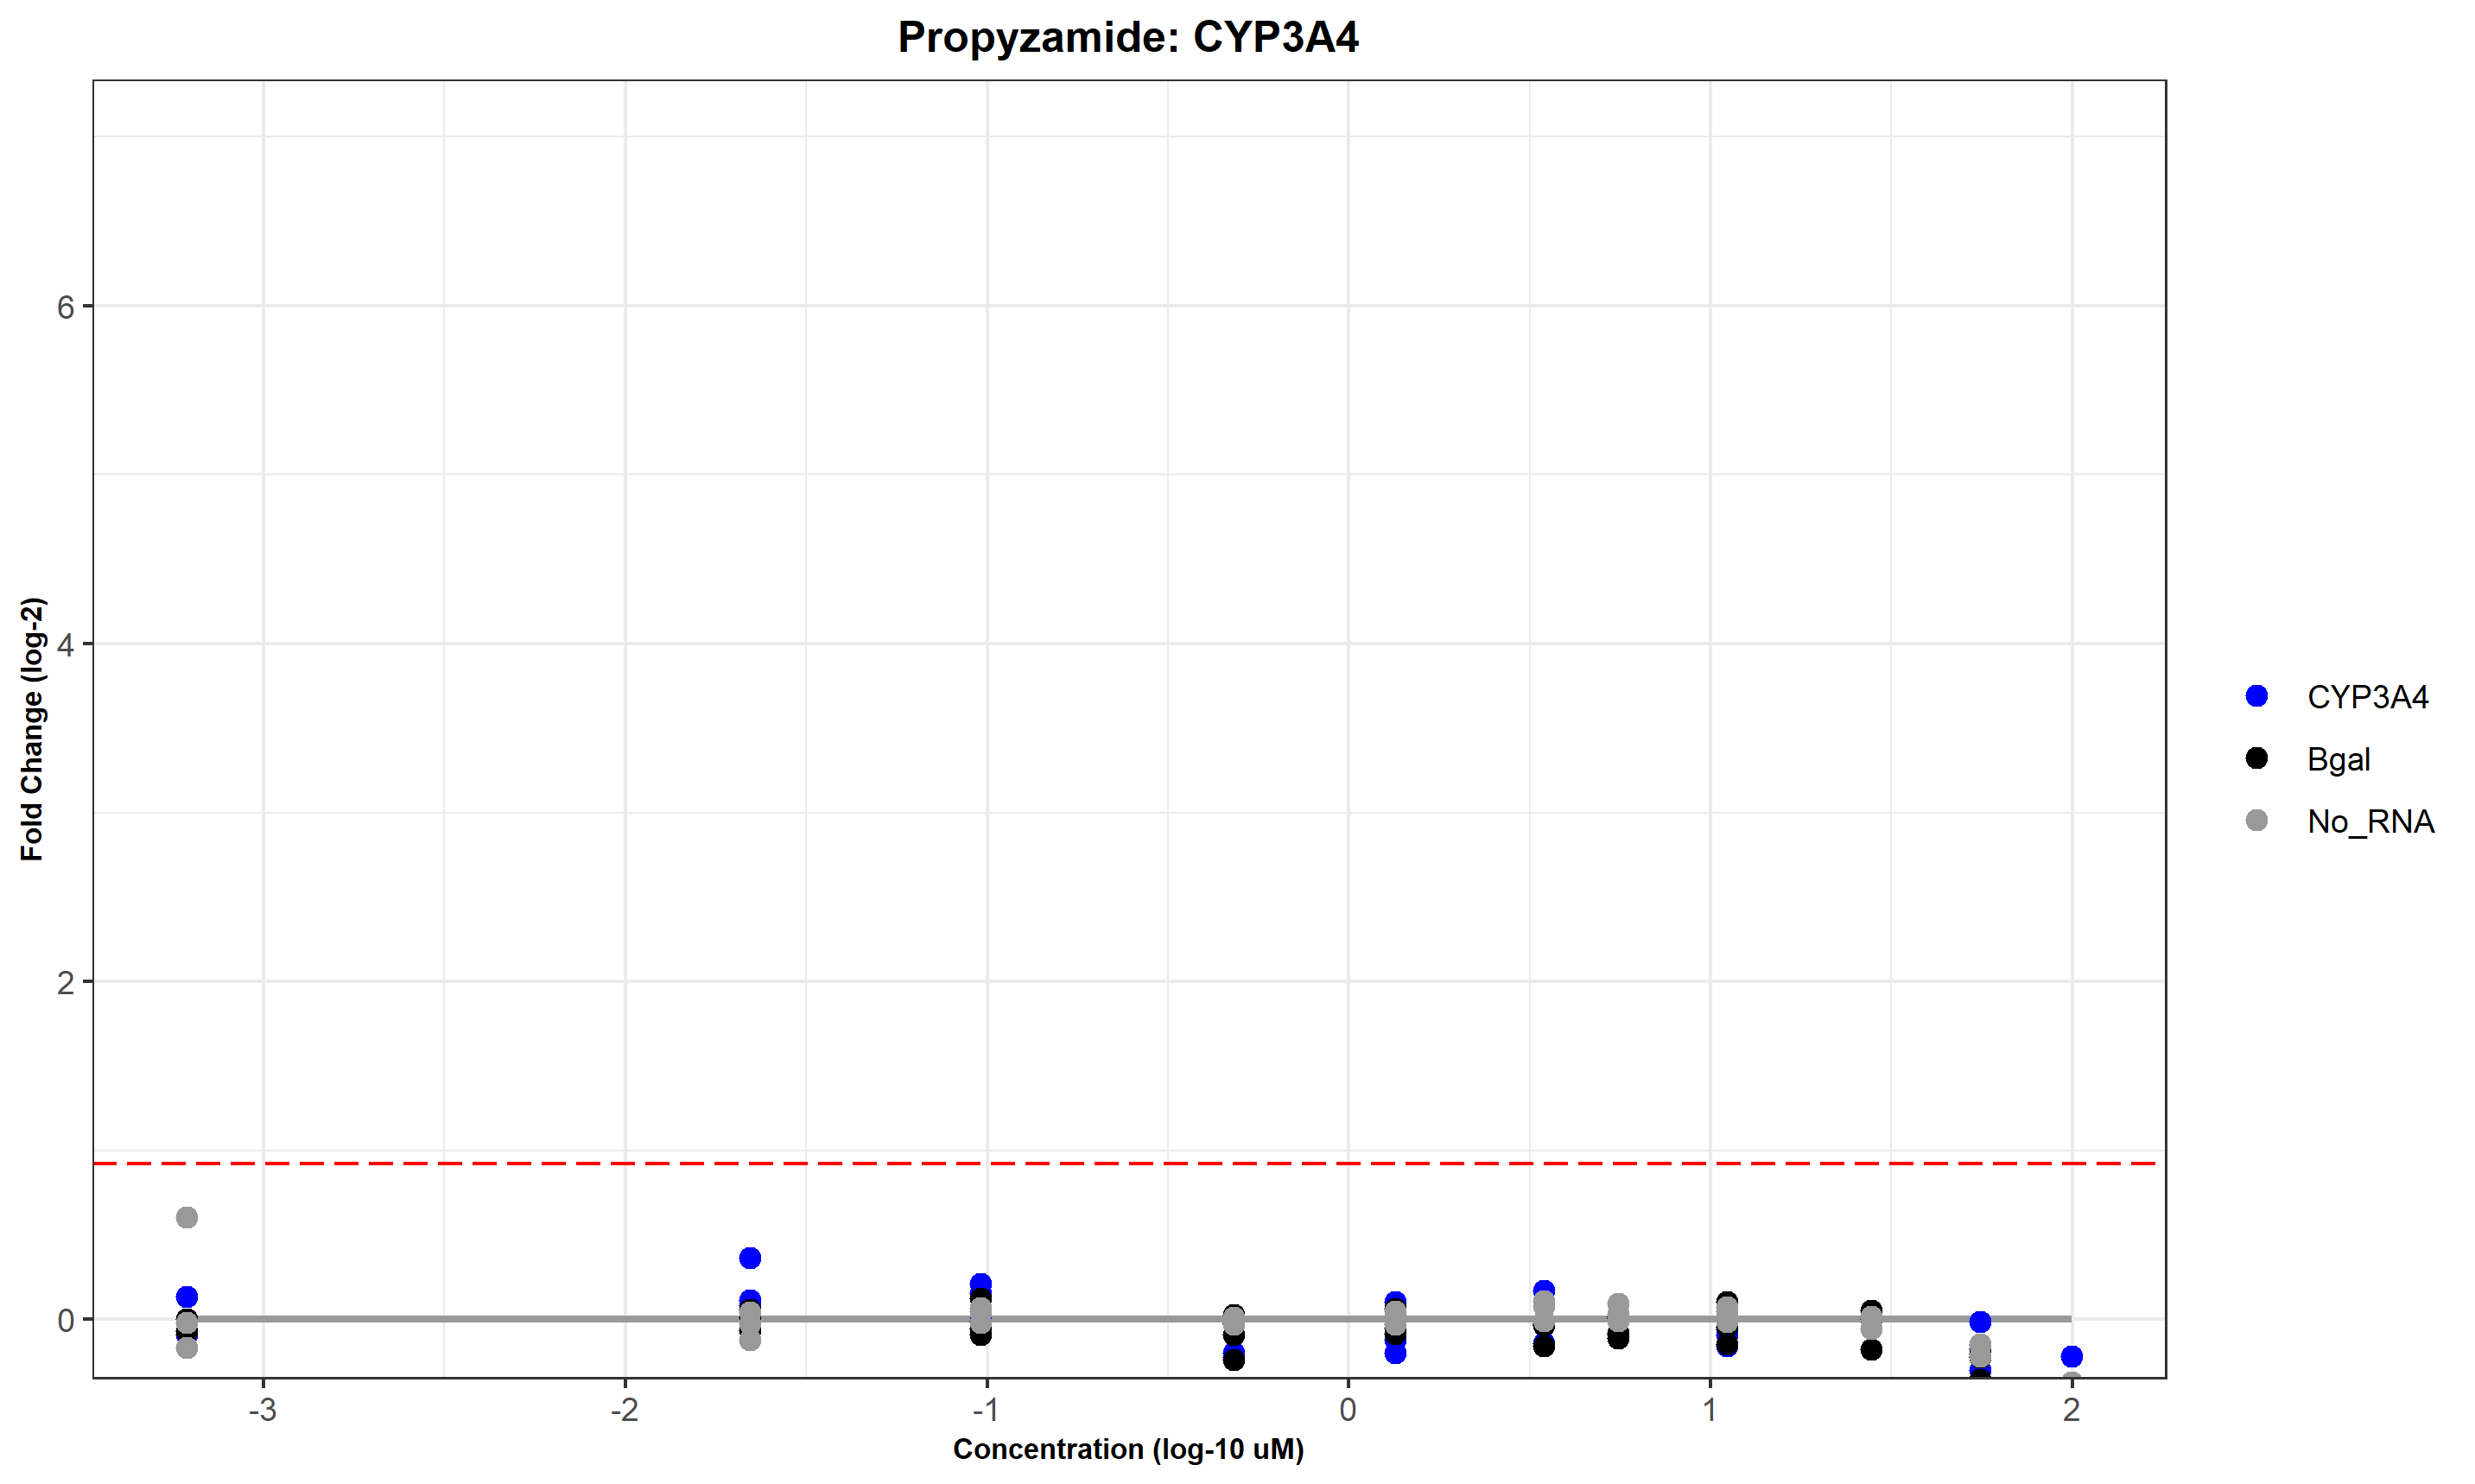 Propyzamide: CYP3A4
Fold Change (log-2)
6
4
2
0
-3
-2
-1
0
1
2
Concentration (log-10 uM)
CYP3A4
Bgal
No_RNA